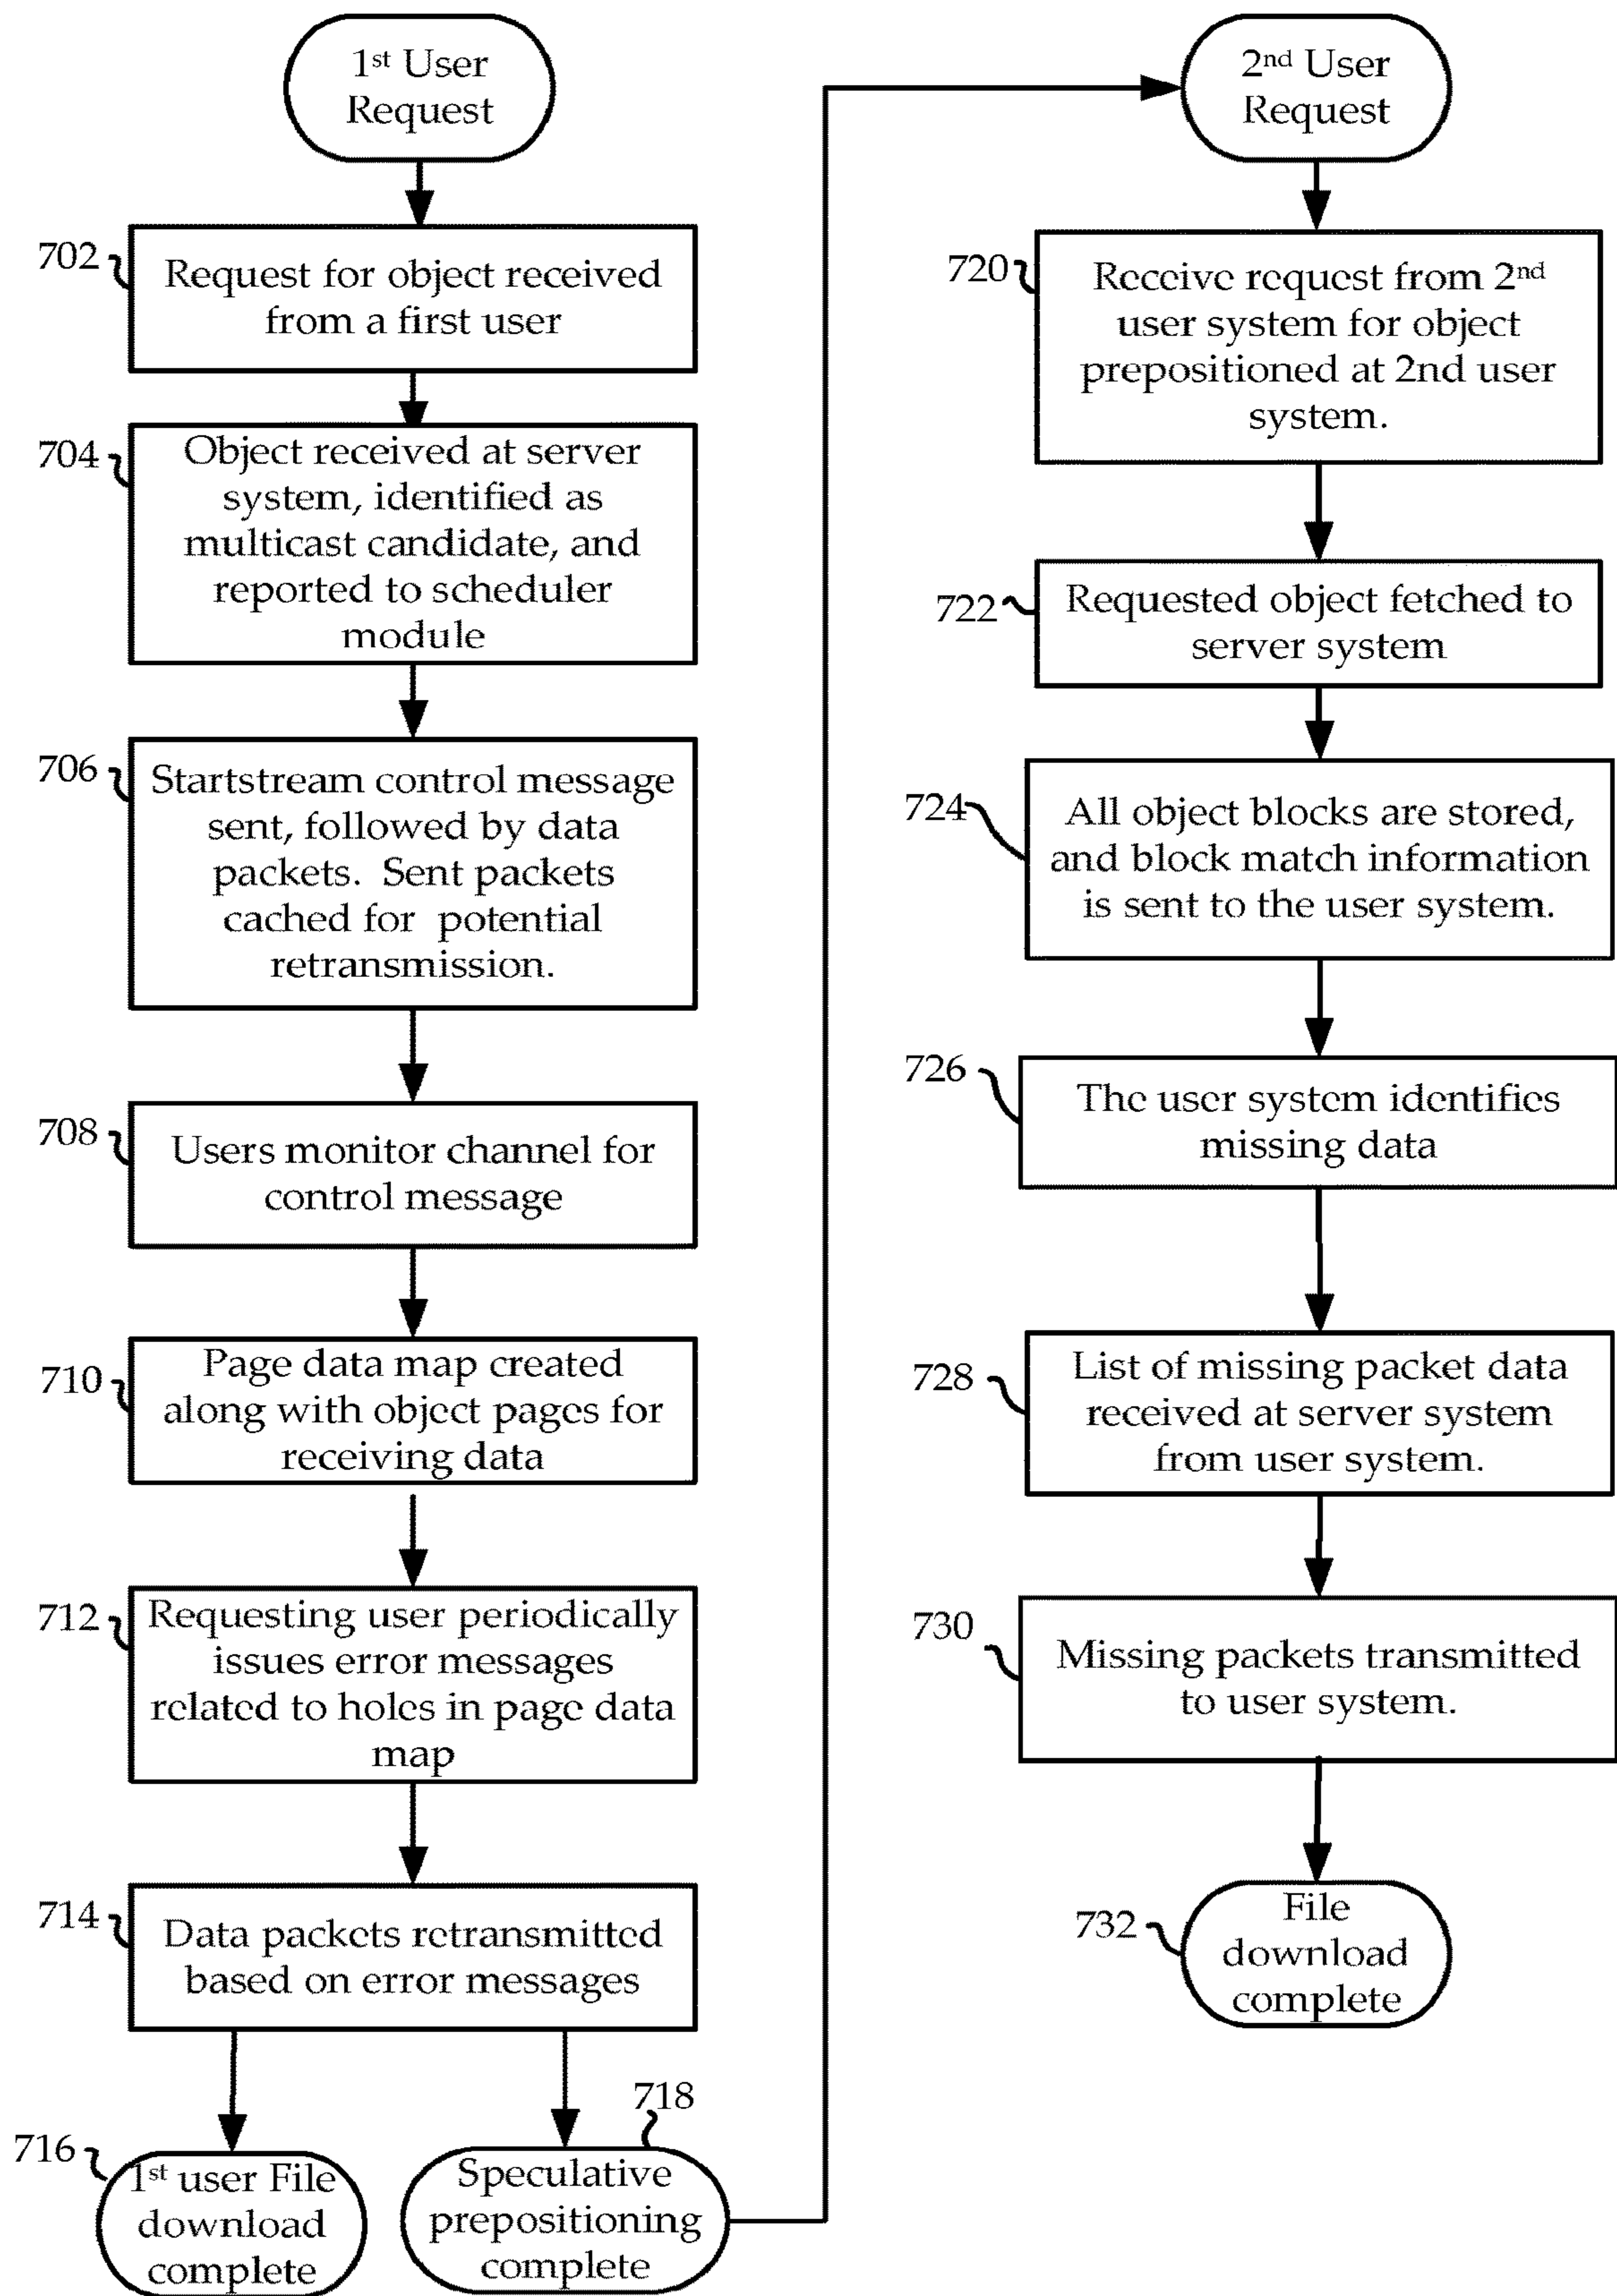 1st User
Request
702
Request for object received
from a first user
704
Object received at server
system, identified as
multicast candidate, and
reported to scheduler
module
706
Startstream control message
sent, followed by data
packets. Sent packets
cached for potential
retransmission.
708
Users monitor channel for
control message
710
Page data map created
along with object pages for
receiving data
712
Requesting user periodically
issues error messages
related to holes in page data
map
714
Data packets retransmitted
based on error messages
716
1st user File
download
complete
718
Speculative
prepositioning
complete
2nd User
Request
720
Receive request from 2nd
user system for object
prepositioned at 2nd user
system.
722
Requested object fetched to
server system
724
All object blocks are stored,
and block match information
is sent to the user system.
726
The user system identifies
missing data
728
List of missing packet data
received at server system
from user system.
730
Missing packets transmitted
to user system.
732
File
download
complete